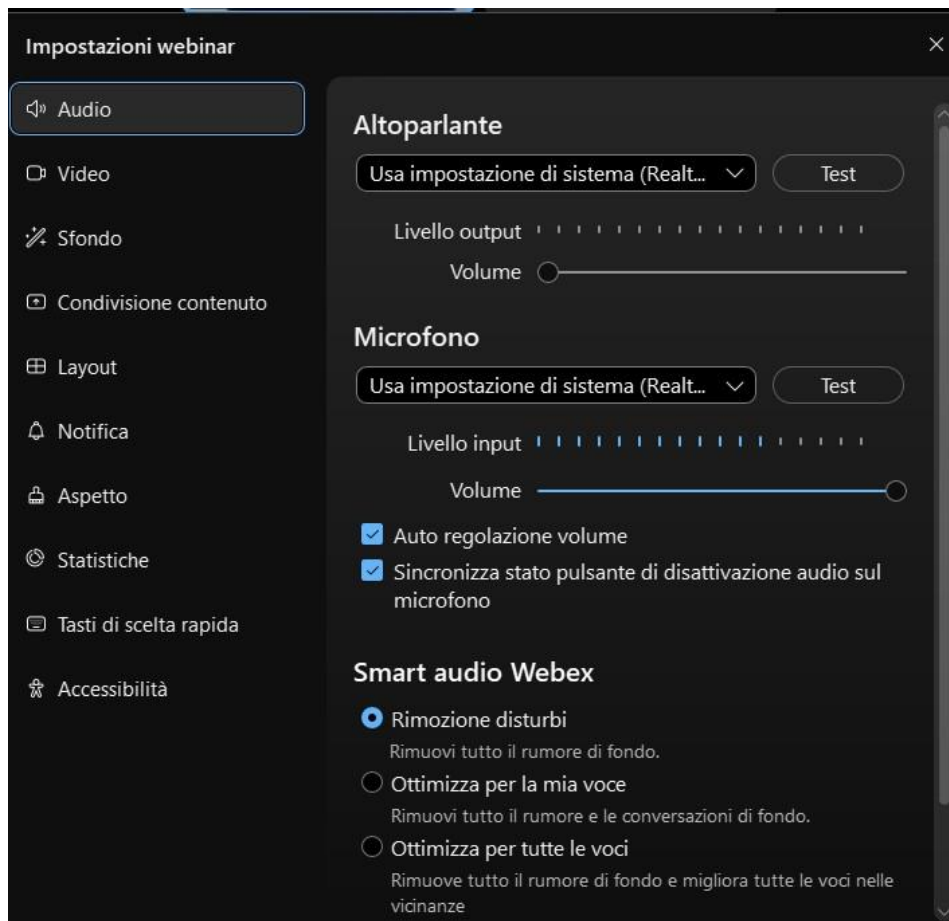 Impostazioni webinar
Audio
Video
Sfondo
Condivisione contenuto
Layout
Notifica
Aspetto
Statistiche
Tasti di scelta rapida
Accessibilità
Altoparlante
Usa impostazione di sistema (Realt...
Test
Livello output
Volume
Microfono
Usa impostazione di sistema (Realt...
Test
Livello input
Volume
Auto regolazione volume
Sincronizza stato pulsante di disattivazione audio sul
microfono
Smart audio Webex
Rimozione disturbi
Rimuovi tutto il rumore di fondo.
Ottimizza per la mia voce
Rimuovi tutto il rumore e le conversazioni di fondo.
Ottimizza per tutte le voci
Rimuove tutto il rumore di fondo e migliora tutte le voci nelle
vicinanze